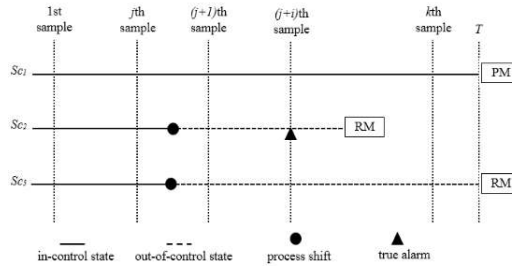 1st sample
jth sample
(j+1)th sample
(j+i)th sample
kth sample
T
Sc1
PM
Sc2
RM
Sc3
RM
in-control state
out-of-control state
process shift
true alarm